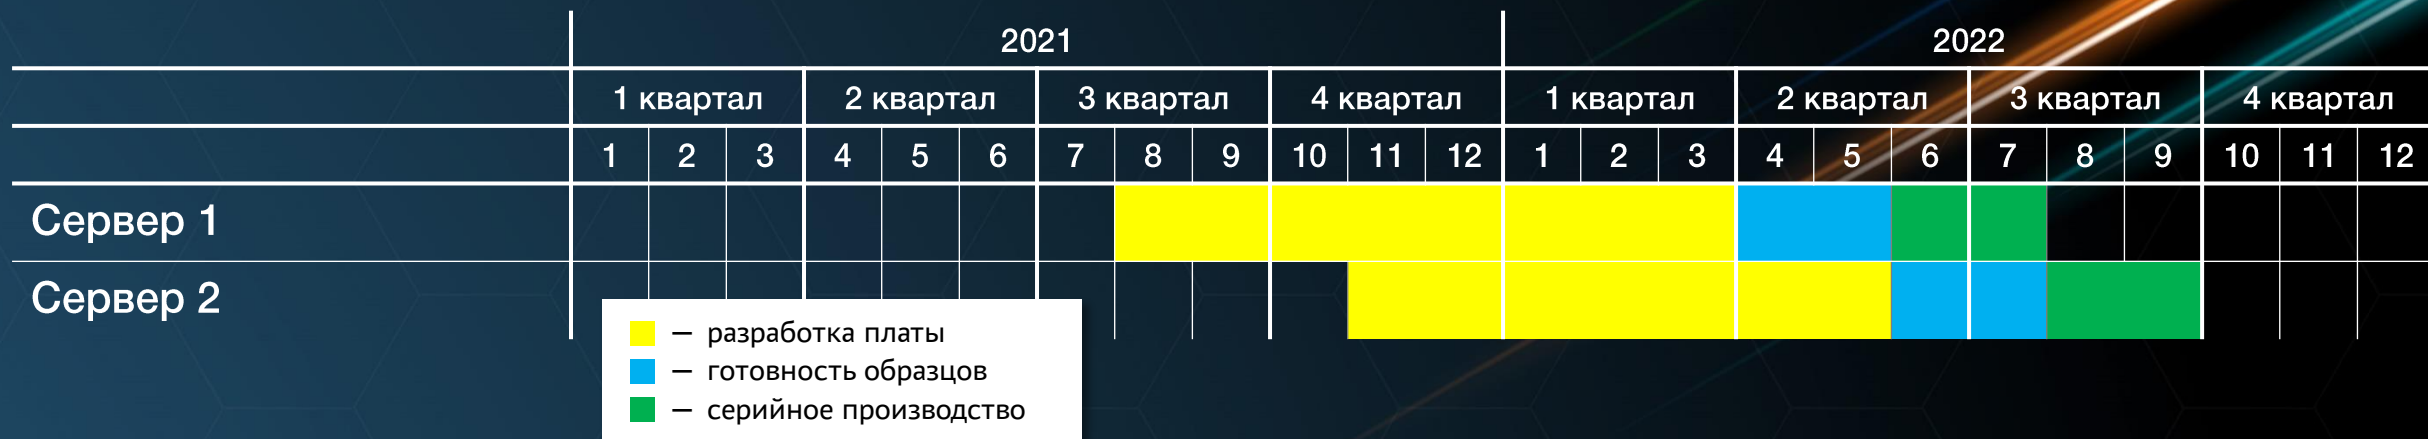 2021 2022
1 квартал 2 квартал 3 квартал 4 квартал 1 квартал 2 квартал 3 квартал 4 квартал
1 2 3 4 5 6 7 8 9 10 11 12 1 2 3 4 5 6 7 8 9 10 11 12
Сервер 1
Сервер 2
— разработка платы
— готовность образцов
— серийное производство